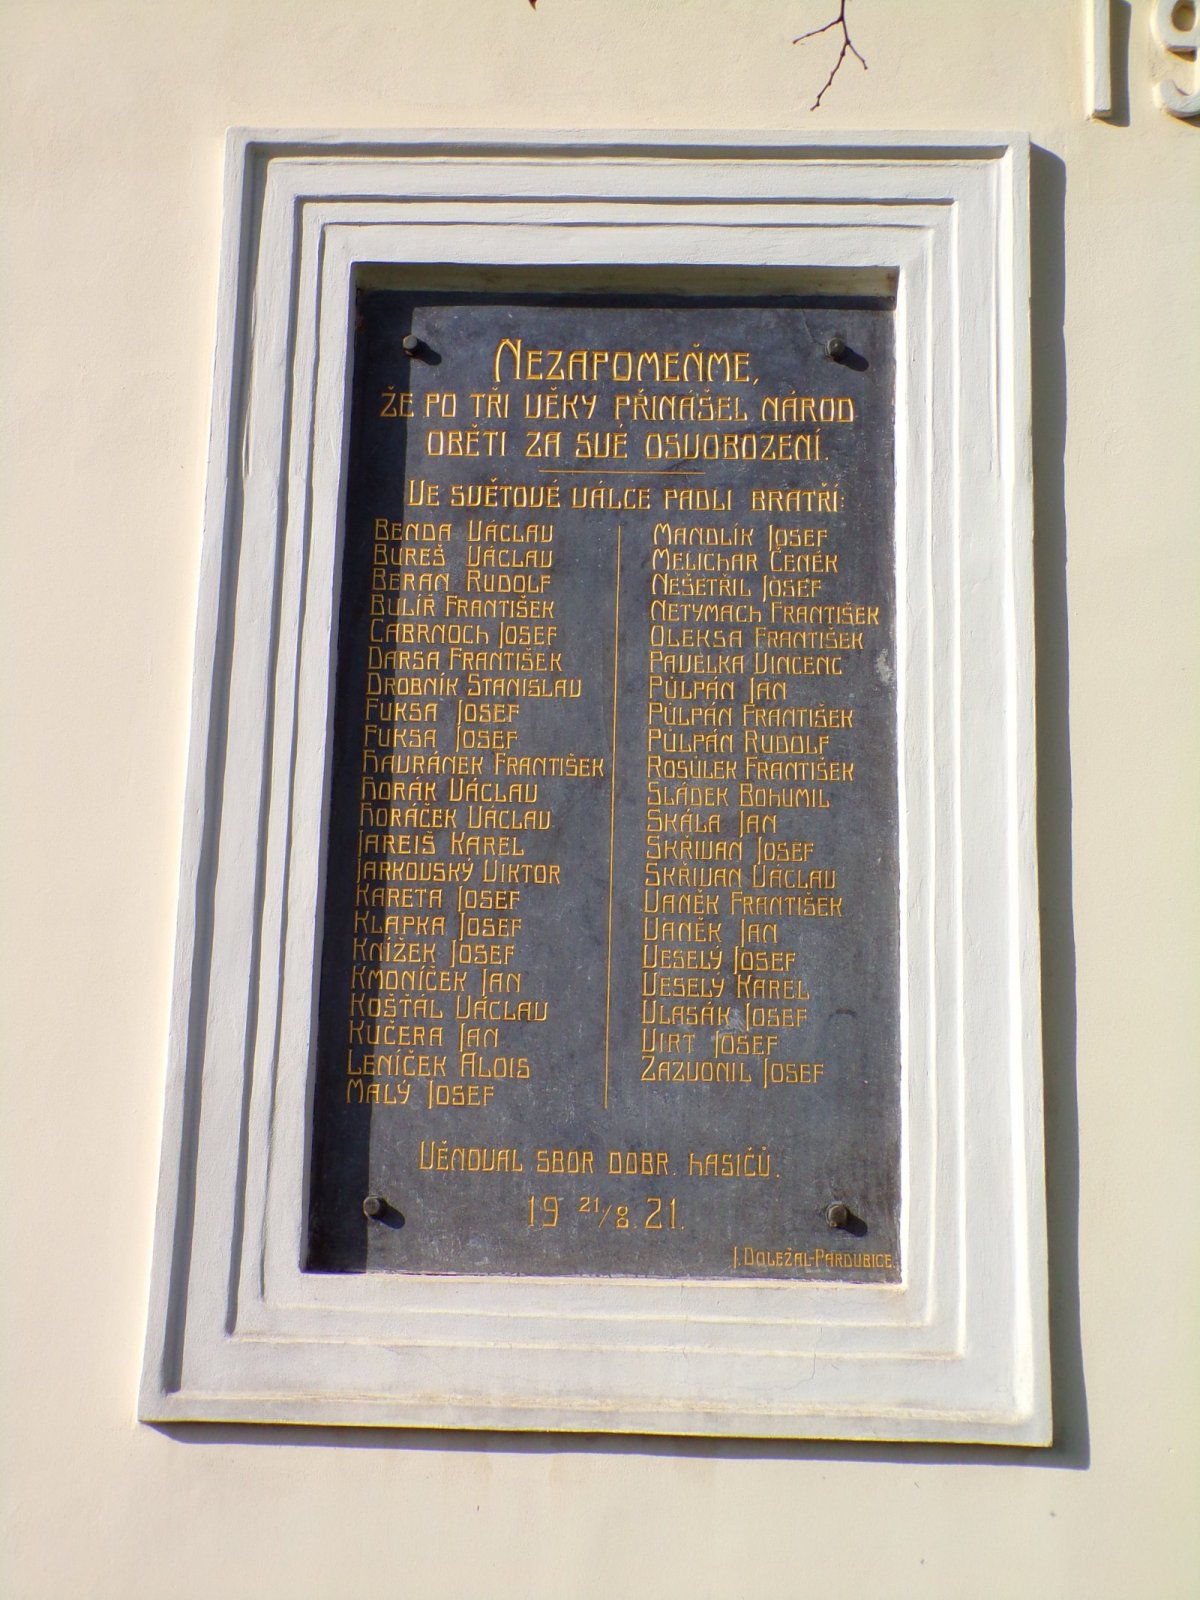 19
Nezapomeňme,
že po tři věky přinášel národ
oběti za své osvobození.
Ve světové válce padli bratří:
Benda Václav
Bureš Václav
Beran Rudolf
Bulíř František
Cabrnoch Josef
Darsa František
Drobník Stanislav
Fuksa Josef
Fuksa Josef
Havránek František
Horák Václav
Horáček Václav
Jareiš Karel
Jarkovský Viktor
Kareta Josef
Klapka Josef
Knížek Josef
Kmoníček Jan
Košťál Václav
Kučera Jan
Leníček Alois
Malý Josef
Mandlík Josef
Melichar Čeněk
Nešetřil Josef
Netymach František
Oleksa František
Pavelka Vincenc
Půlpán Jan
Půlpán František
Půlpán Rudolf
Rosůlek František
Sládek Bohumil
Skála Jan
Skřivan Josef
Skřivan Václav
Vaněk František
Vaněk Jan
Veselý Josef
Veselý Karel
Vlasák Josef
Virt Josef
Zazvonil Josef
Věnoval sbor dobr. hasičů.
19 21/8. 21.
J. Doležal-Pardubice.